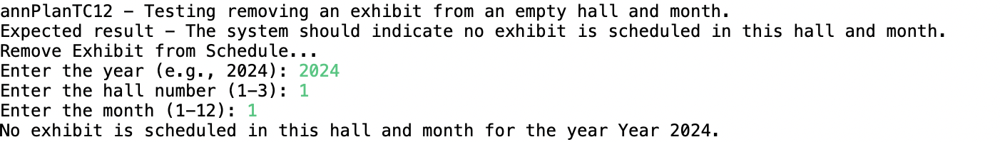 annPlanTC12 – Testing removing an exhibit from an empty hall and month.
Expected result – The system should indicate no exhibit is scheduled in this hall and month.
Remove Exhibit from Schedule...
Enter the year (e.g., 2024): 2024
Enter the hall number (1–3): 1
Enter the month (1–12): 1
No exhibit is scheduled in this hall and month for the year Year 2024.